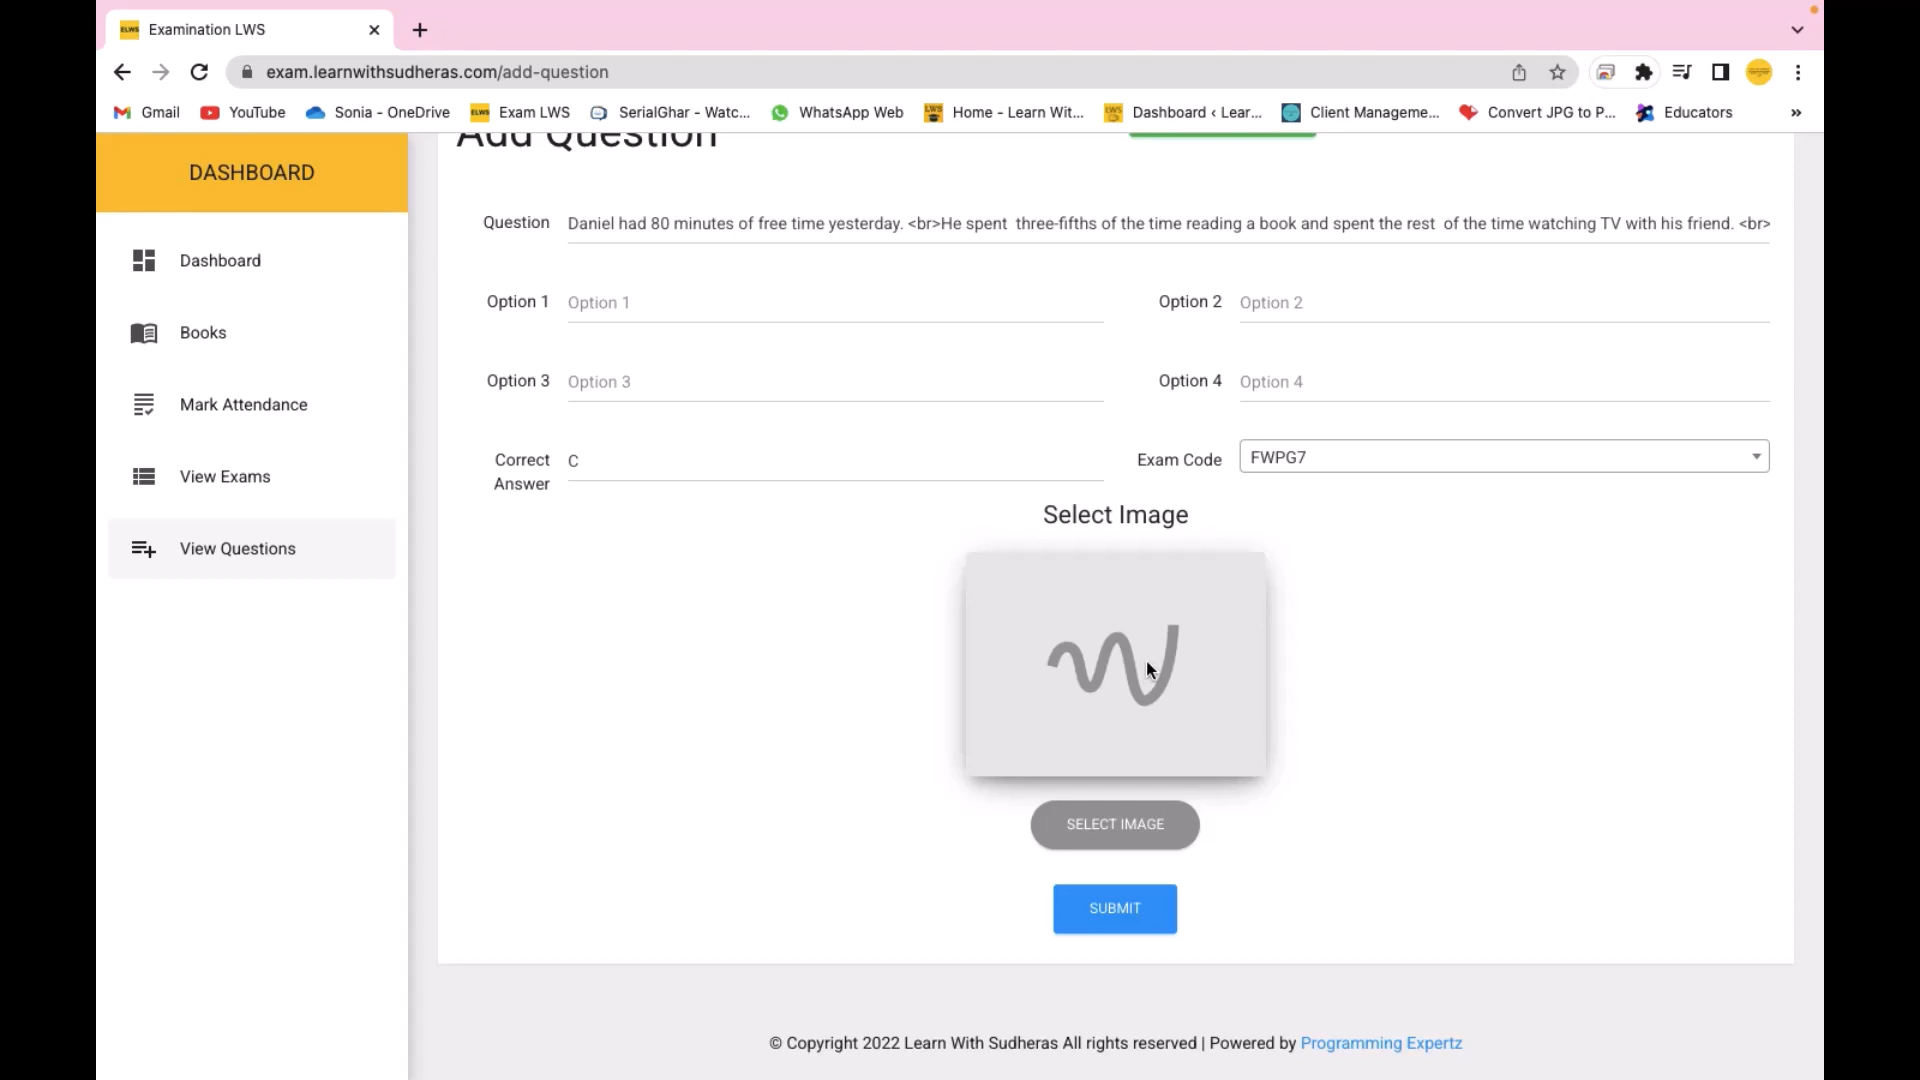 ELWS Examination LWS
exam.learnwithsudheras.com/add-question
Gmail YouTube Sonia - OneDrive ELWS Exam LWS SerialGhar - Watc... WhatsApp Web Home - Learn Wit... LWS Dashboard ‹ Lear... Client Manageme... Convert JPG to P... Educators »
Add Question
DASHBOARD
Dashboard
Books
Mark Attendance
View Exams
View Questions
Question Daniel had 80 minutes of free time yesterday. <br>He spent  three-fifths of the time reading a book and spent the rest  of the time watching TV with his friend. <br>
Option 1 Option 1 Option 2 Option 2
Option 3 Option 3 Option 4 Option 4
Correct C Exam Code FWPG7
Answer
Select Image
SELECT IMAGE
SUBMIT
© Copyright 2022 Learn With Sudheras All rights reserved | Powered by Programming Expertz